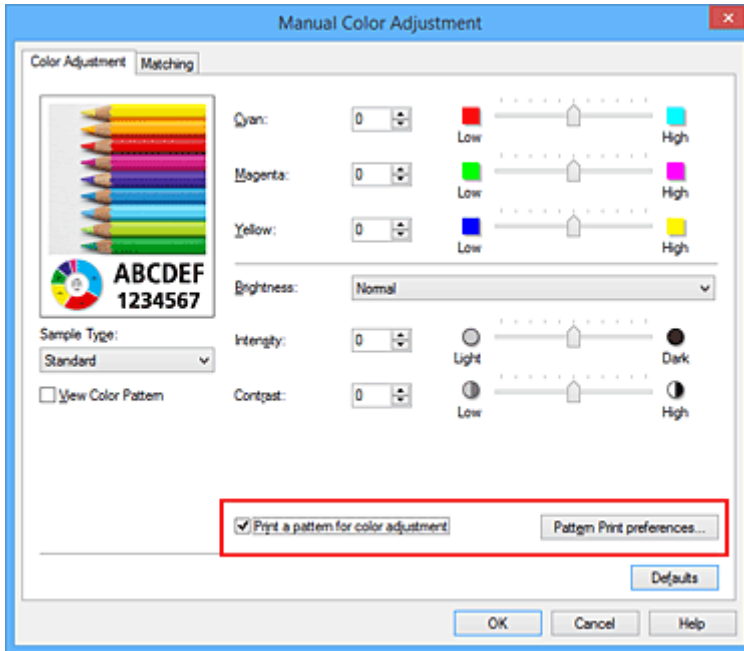 Manual Color Adjustment
Color Adjustment
Matching
ABCDEF
1234567
Sample Type:
Standard
View Color Pattern
Cyan:
0
Low
High
Magenta:
0
Low
High
Yellow:
0
Low
High
Brightness:
Normal
Intensity:
0
Light
Dark
Contrast:
0
Low
High
Print a pattern for color adjustment
Pattern Print preferences...
Defaults
OK
Cancel
Help